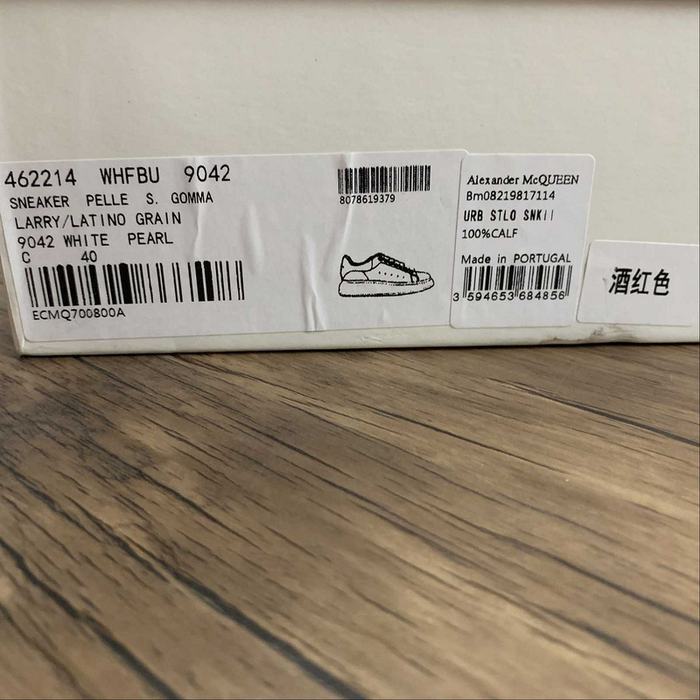 462214 WHFBU 9042
SNEAKER PELLE S. GOMMA
LARRY/LATINO GRAIN
9042 WHITE PEARL
C 40
ECMQ700800A
8078619379
Alexander McQUEEN
Bm08219817114
URB STLO SNKII
100%CALF
Made in PORTUGAL
3 594653 684856
酒红色